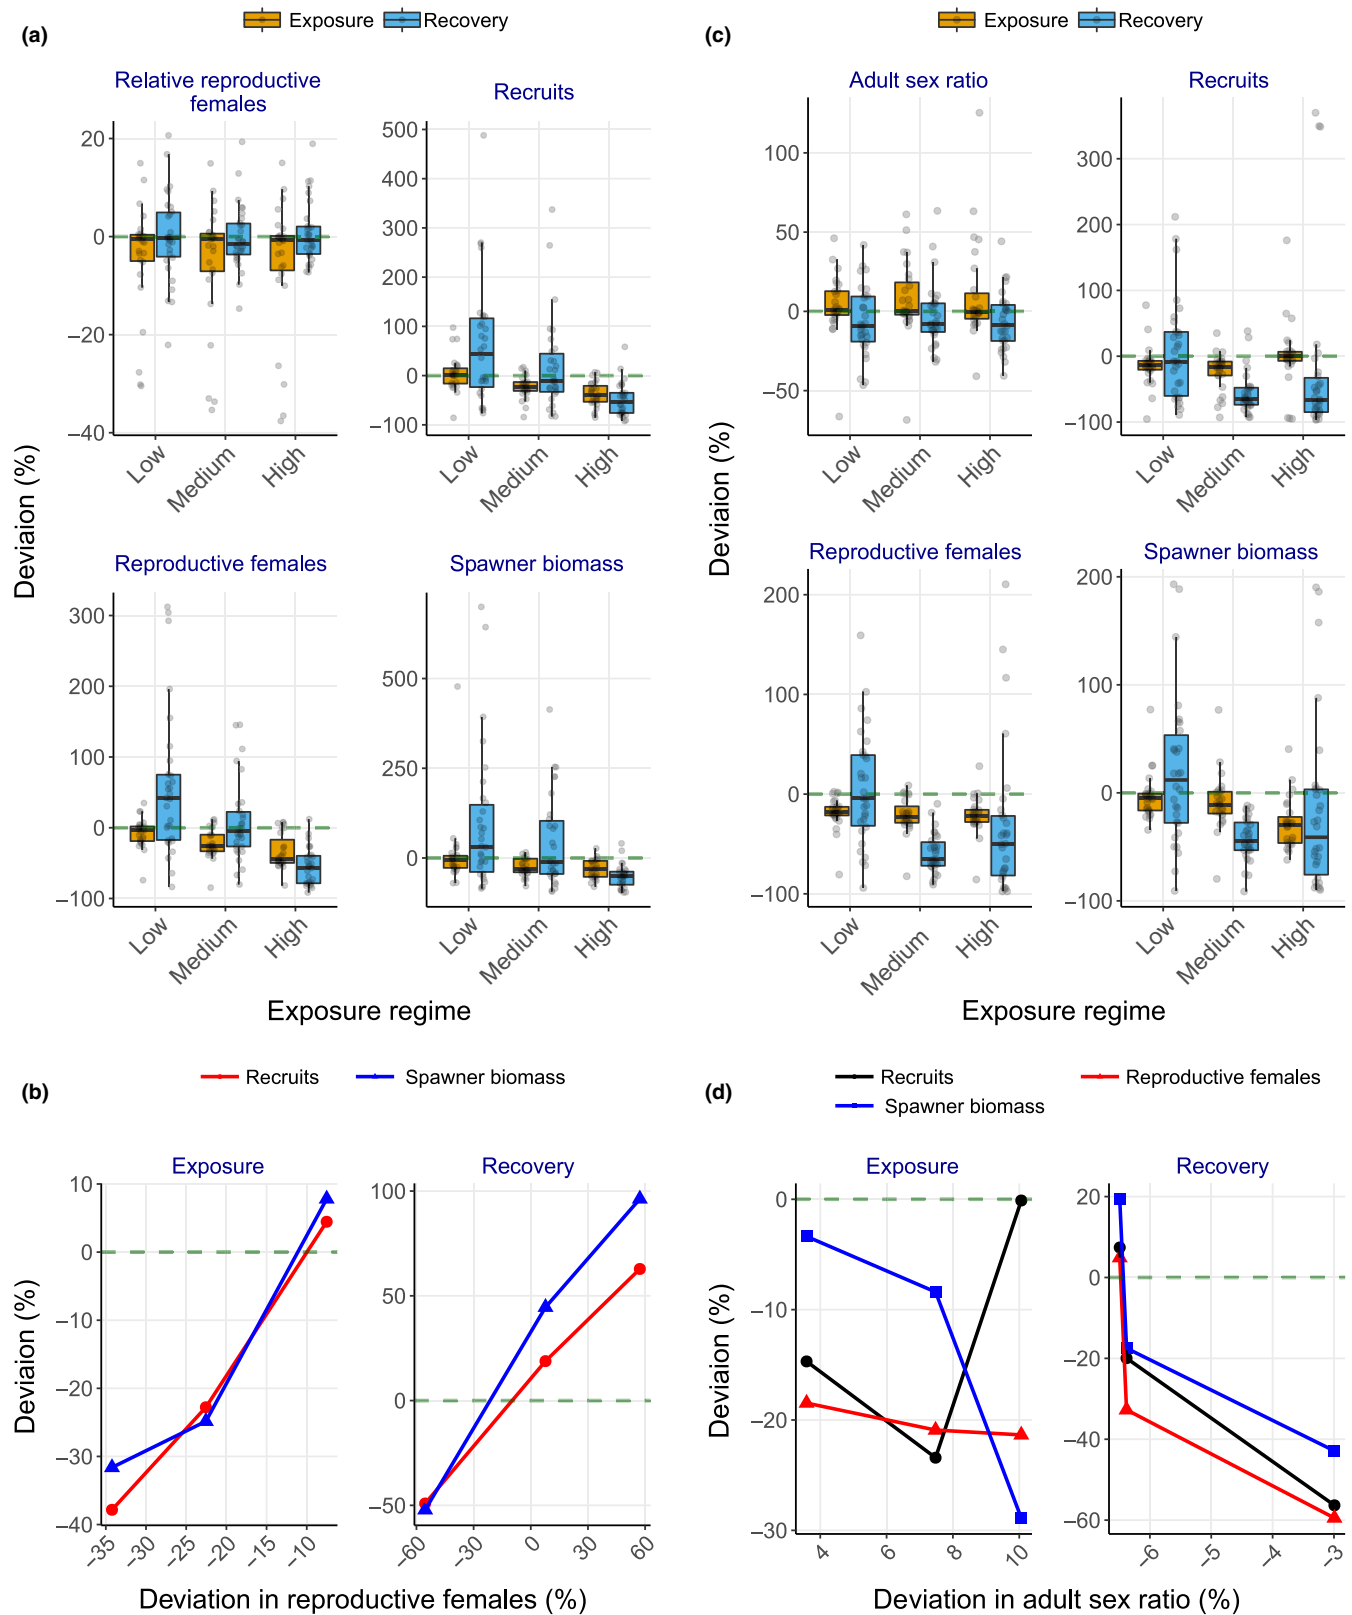 (a)
Exposure Recovery
Relative reproductive
females
Recruits
20
0
−20
−40
500
400
300
200
100
0
−100
Low
Medium
High
Low
Medium
High
Deviaion (%)
Reproductive females
Spawner biomass
300
200
100
0
−100
500
250
0
Low
Medium
High
Low
Medium
High
Exposure regime
(c)
Exposure Recovery
Adult sex ratio
Recruits
100
50
0
−50
300
200
100
0
−100
Low
Medium
High
Low
Medium
High
Deviaion (%)
Reproductive females
Spawner biomass
200
100
0
−100
200
100
0
−100
Low
Medium
High
Low
Medium
High
Exposure regime
(b)
Recruits Spawner biomass
Exposure
Recovery
10
0
−10
−20
−30
−40
100
50
0
−50
Deviaion (%)
−35 −30 −25 −20 −15 −10
−60 −30 0 30 60
Deviation in reproductive females (%)
(d)
Recruits Reproductive females
Spawner biomass
Exposure
Recovery
0
−10
−20
−30
20
0
−20
−40
−60
Deviaion (%)
4 6 8 10
−6 −5 −4 −3
Deviation in adult sex ratio (%)